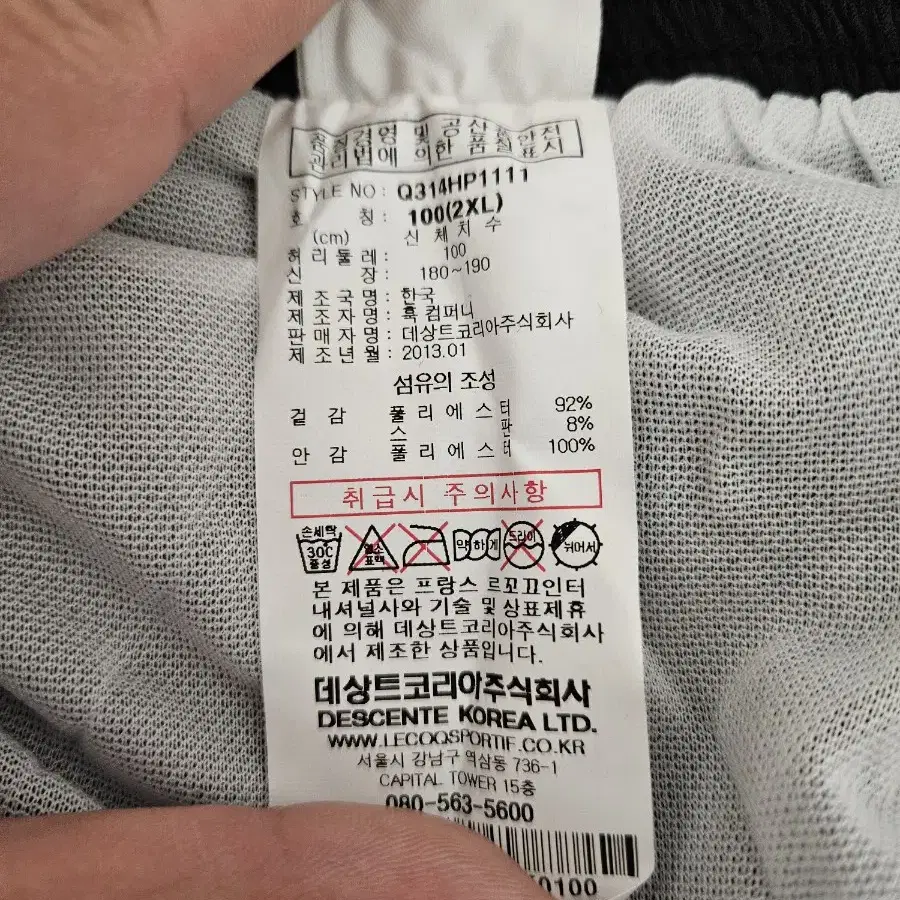 품질경영 및 공산품안전
관리법에 의한 품질표시
STYLE NO : Q314HP1111
호 칭 : 100(2XL)
(cm) 신 체 치 수
허 리 둘 레 : 100
신 장 : 180~190
제 조 국 명 : 한국
제 조 자 명 : 훅 컴퍼니
판 매 자 명 : 데상트코리아주식회사
제 조 년 월 : 2013.01
섬유의 조성
겉 감 폴 리 에 스 터 92%
스 판 8%
안 감 폴 리 에 스 터 100%
취급시 주의사항
손세탁 30C 중성 염소 표백 약하게 드라이 뉘어서
본 제품은 프랑스 르꼬끄인터
내셔널사와 기술 및 상표제휴
에 의해 데상트코리아주식회사
에서 제조한 상품입니다.
데상트코리아주식회사
DESCENTE KOREA LTD.
WWW.LECOQSPORTIF.CO.KR
서울시 강남구 역삼동 736-1
CAPITAL TOWER 15층
080-563-5600